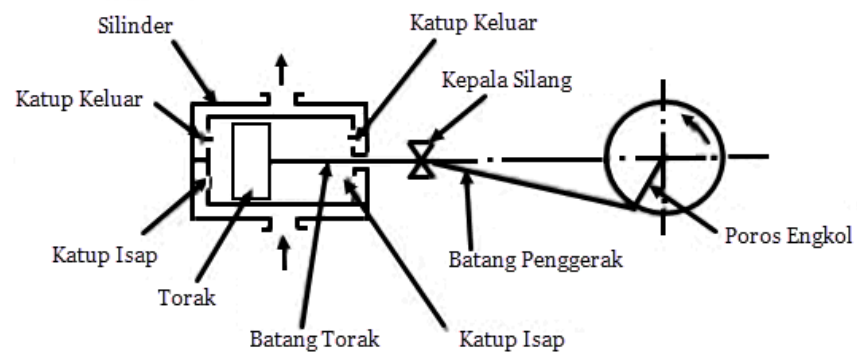 Silinder
Katup Keluar
Kepala Silang
Katup Keluar
Poros Engkol
Katup Isap
Batang Penggerak
Torak
Batang Torak
Katup Isap